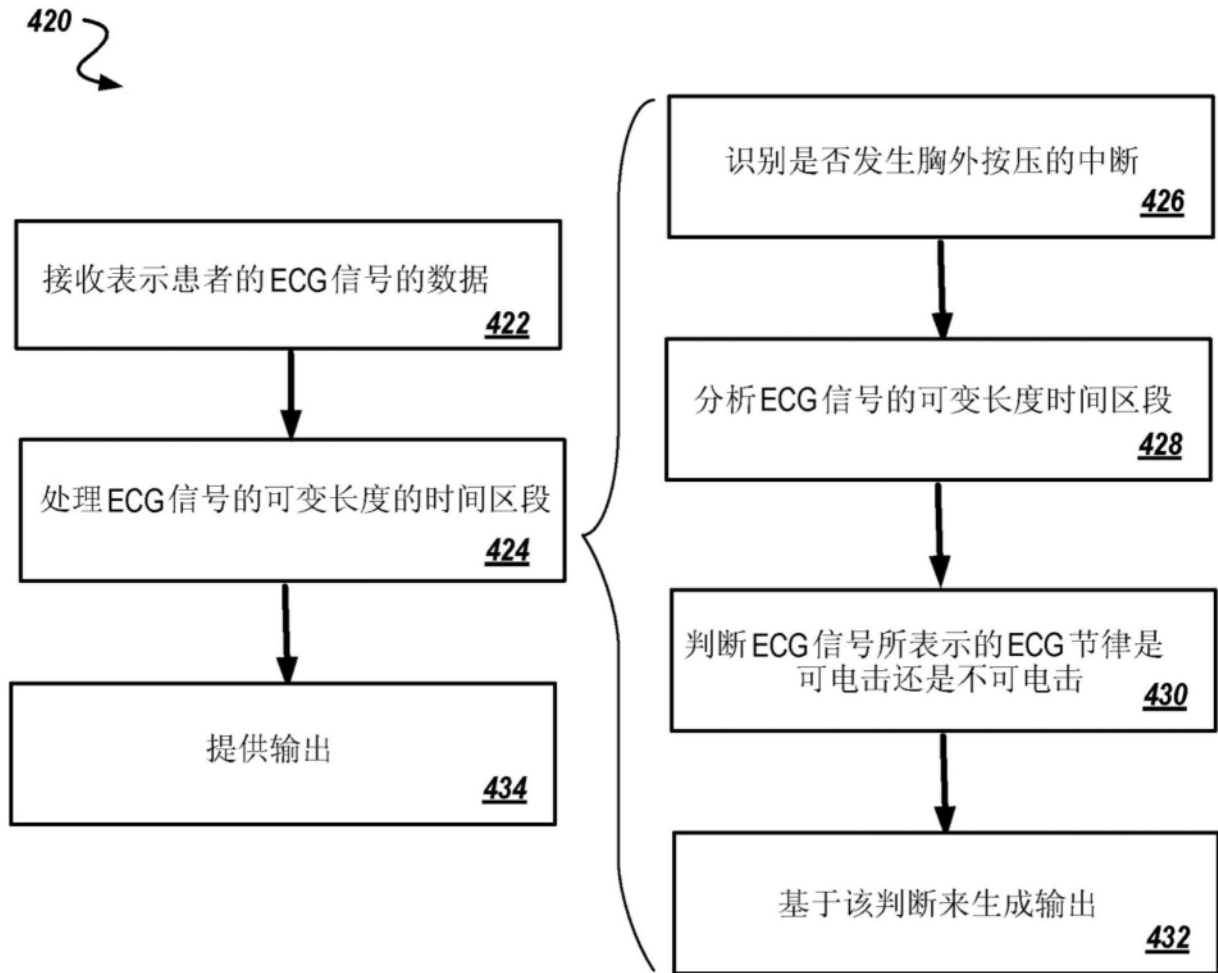 420
接收表示患者的ECG信号的数据
422
处理ECG信号的可变长度的时间区段
424
提供输出
434
识别是否发生胸外按压的中断
426
分析ECG信号的可变长度时间区段
428
判断ECG信号所表示的ECG节律是
可电击还是不可电击
430
基于该判断来生成输出
432